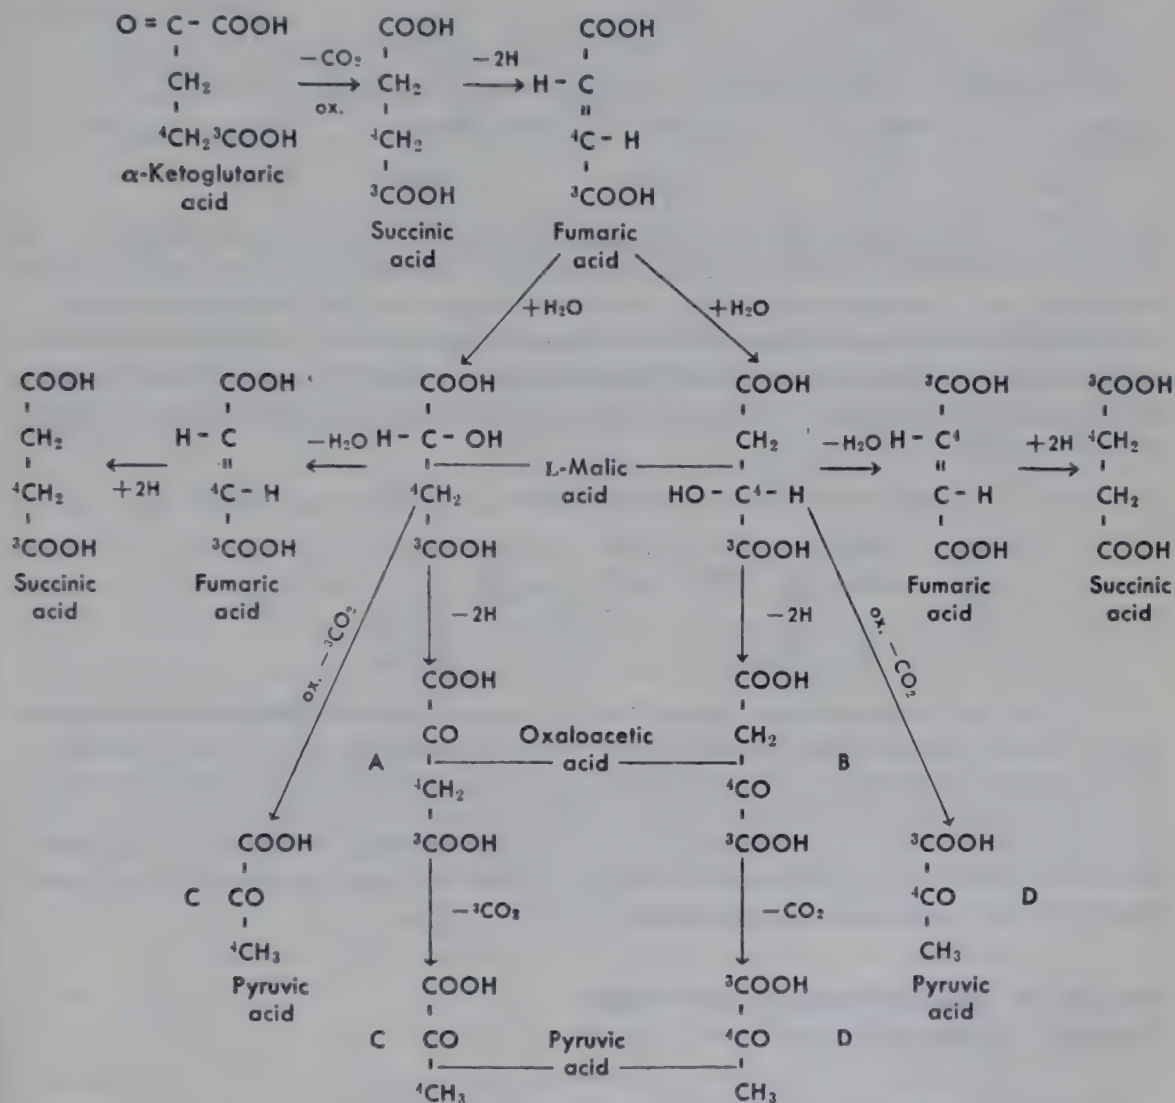 O = C - COOH COOH COOH
-CO₂ -2H
CH₂ CH₂ H - C
ox.
⁴CH₂³COOH ⁴CH₂ ⁴C - H
α-Ketoglutaric ³COOH ³COOH
acid
Succinic Fumaric
acid acid
+H₂O +H₂O
COOH COOH COOH COOH ³COOH ³COOH
CH₂ H - C -H₂O H - C - OH CH₂ -H₂O H - C⁴ +2H ⁴CH₂
+2H L-Malic
⁴CH₂ ⁴C - H ⁴CH₂ acid HO - C⁴ - H C - H CH₂
³COOH ³COOH ³COOH ³COOH COOH COOH
Succinic Fumaric Fumaric Succinic
acid acid acid acid
-2H -2H
ox. - ³CO₂ ox. - CO₂
COOH COOH
CO Oxaloacetic CH₂
A acid B
⁴CH₂ ⁴CO
COOH ³COOH ³COOH ³COOH
C CO ⁴CO D
-³CO₂ -CO₂
⁴CH₃ CH₃
Pyruvic COOH ³COOH Pyruvic
acid acid
C CO Pyruvic ⁴CO D
acid
⁴CH₃ CH₃